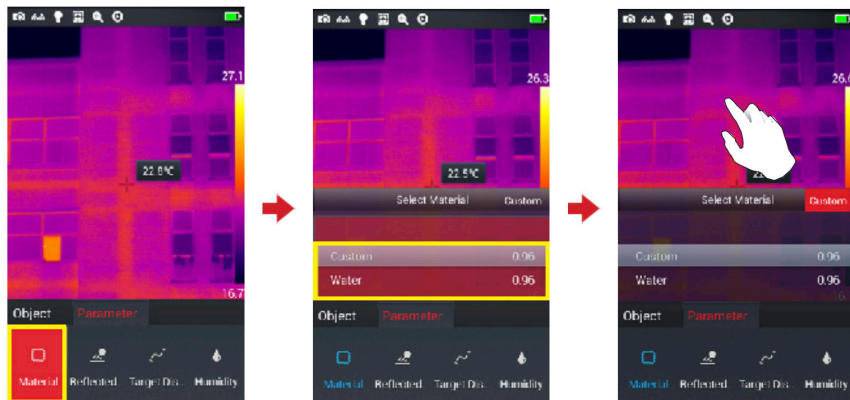 27.1
22.8°C
16.7
Object Parameter
Material Reflected Target Dis... Humidity
26.3
22.5°C
Select Material Custom
Custom 0.96
Water 0.96
Object Parameter
Material Reflected Target Dis... Humidity
26.6
Select Material Custom
Custom 0.96
Water 0.96
Object Parameter
Material Reflected Target Dis... Humidity